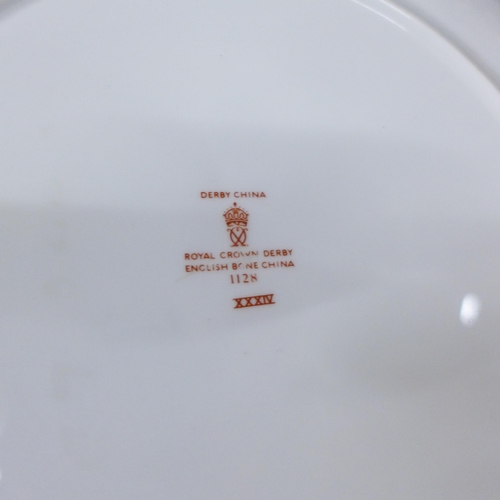 DERBY CHINA
ROYAL CROWN DERBY
ENGLISH BONE CHINA
1128
XXXIV